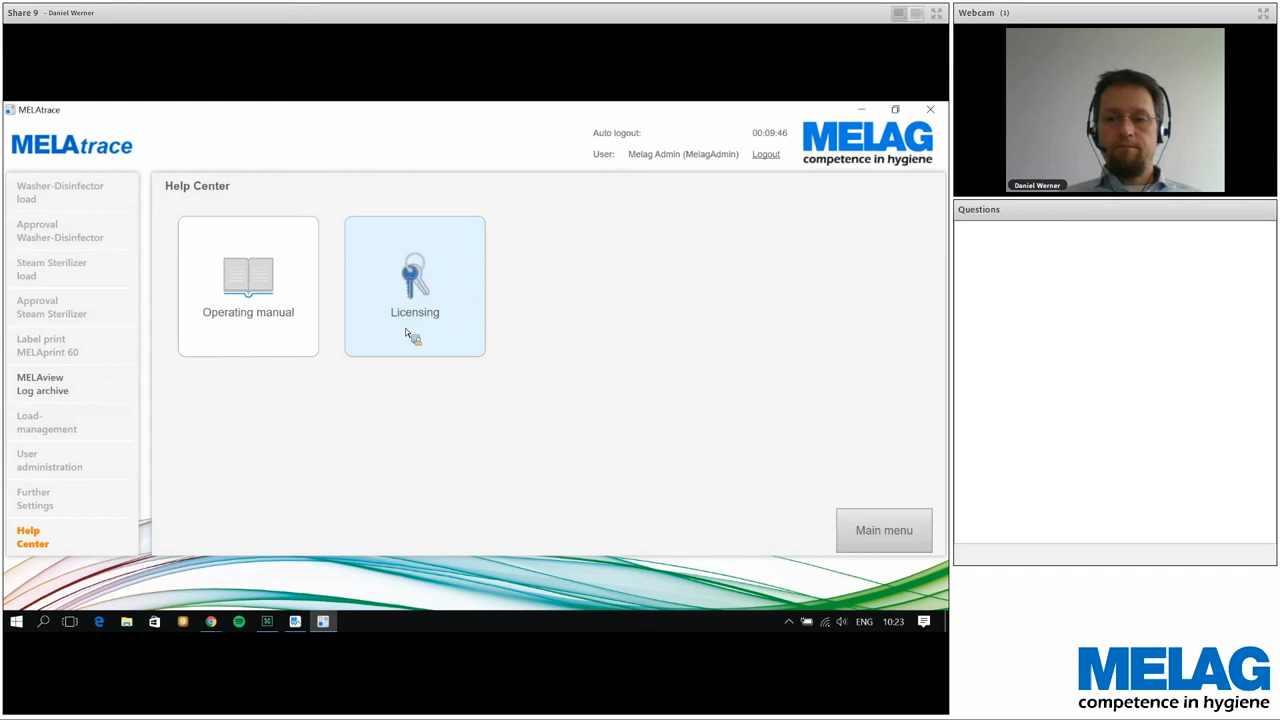 Share 9 - Daniel Werner
MELAtrace
MELAtrace
Auto logout: 00:09:46
User: Melag Admin (MelagAdmin) Logout
MELAG
competence in hygiene
Washer-Disinfector
load
Approval
Washer-Disinfector
Steam Sterilizer
load
Approval
Steam Sterilizer
Label print
MELAprint 60
MELAview
Log archive
Load-
management
User
administration
Further
Settings
Help
Center
Help Center
Operating manual
Licensing
Main menu
ENG 10:23
Webcam (1)
Daniel Werner
Questions
MELAG
competence in hygiene